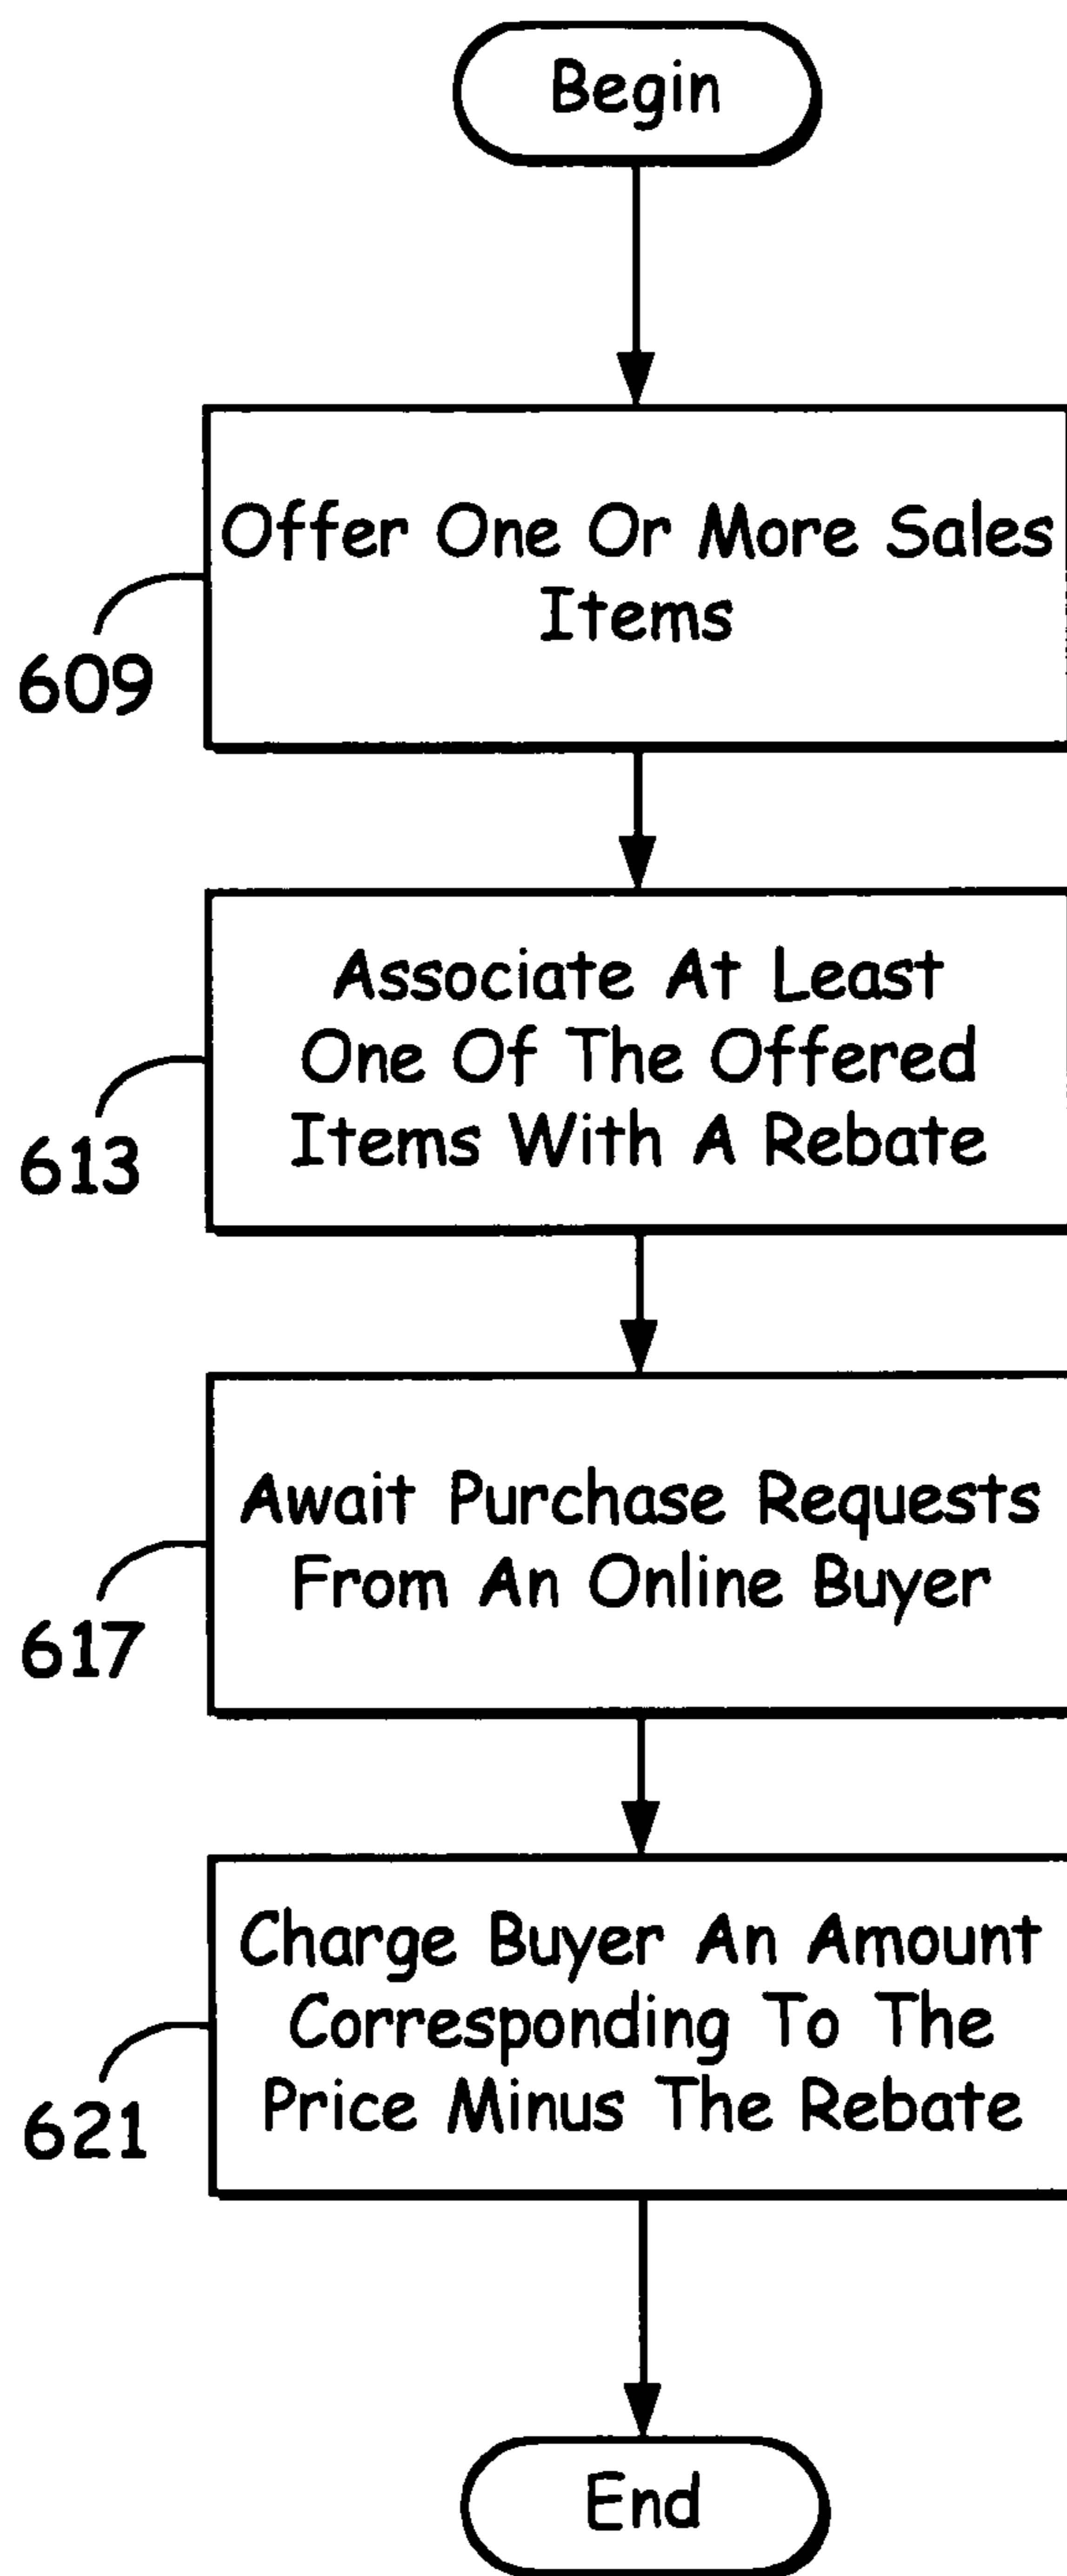 Begin
Offer One Or More Sales
Items
609
Associate At Least
One Of The Offered
Items With A Rebate
613
Await Purchase Requests
From An Online Buyer
617
Charge Buyer An Amount
Corresponding To The
Price Minus The Rebate
621
End